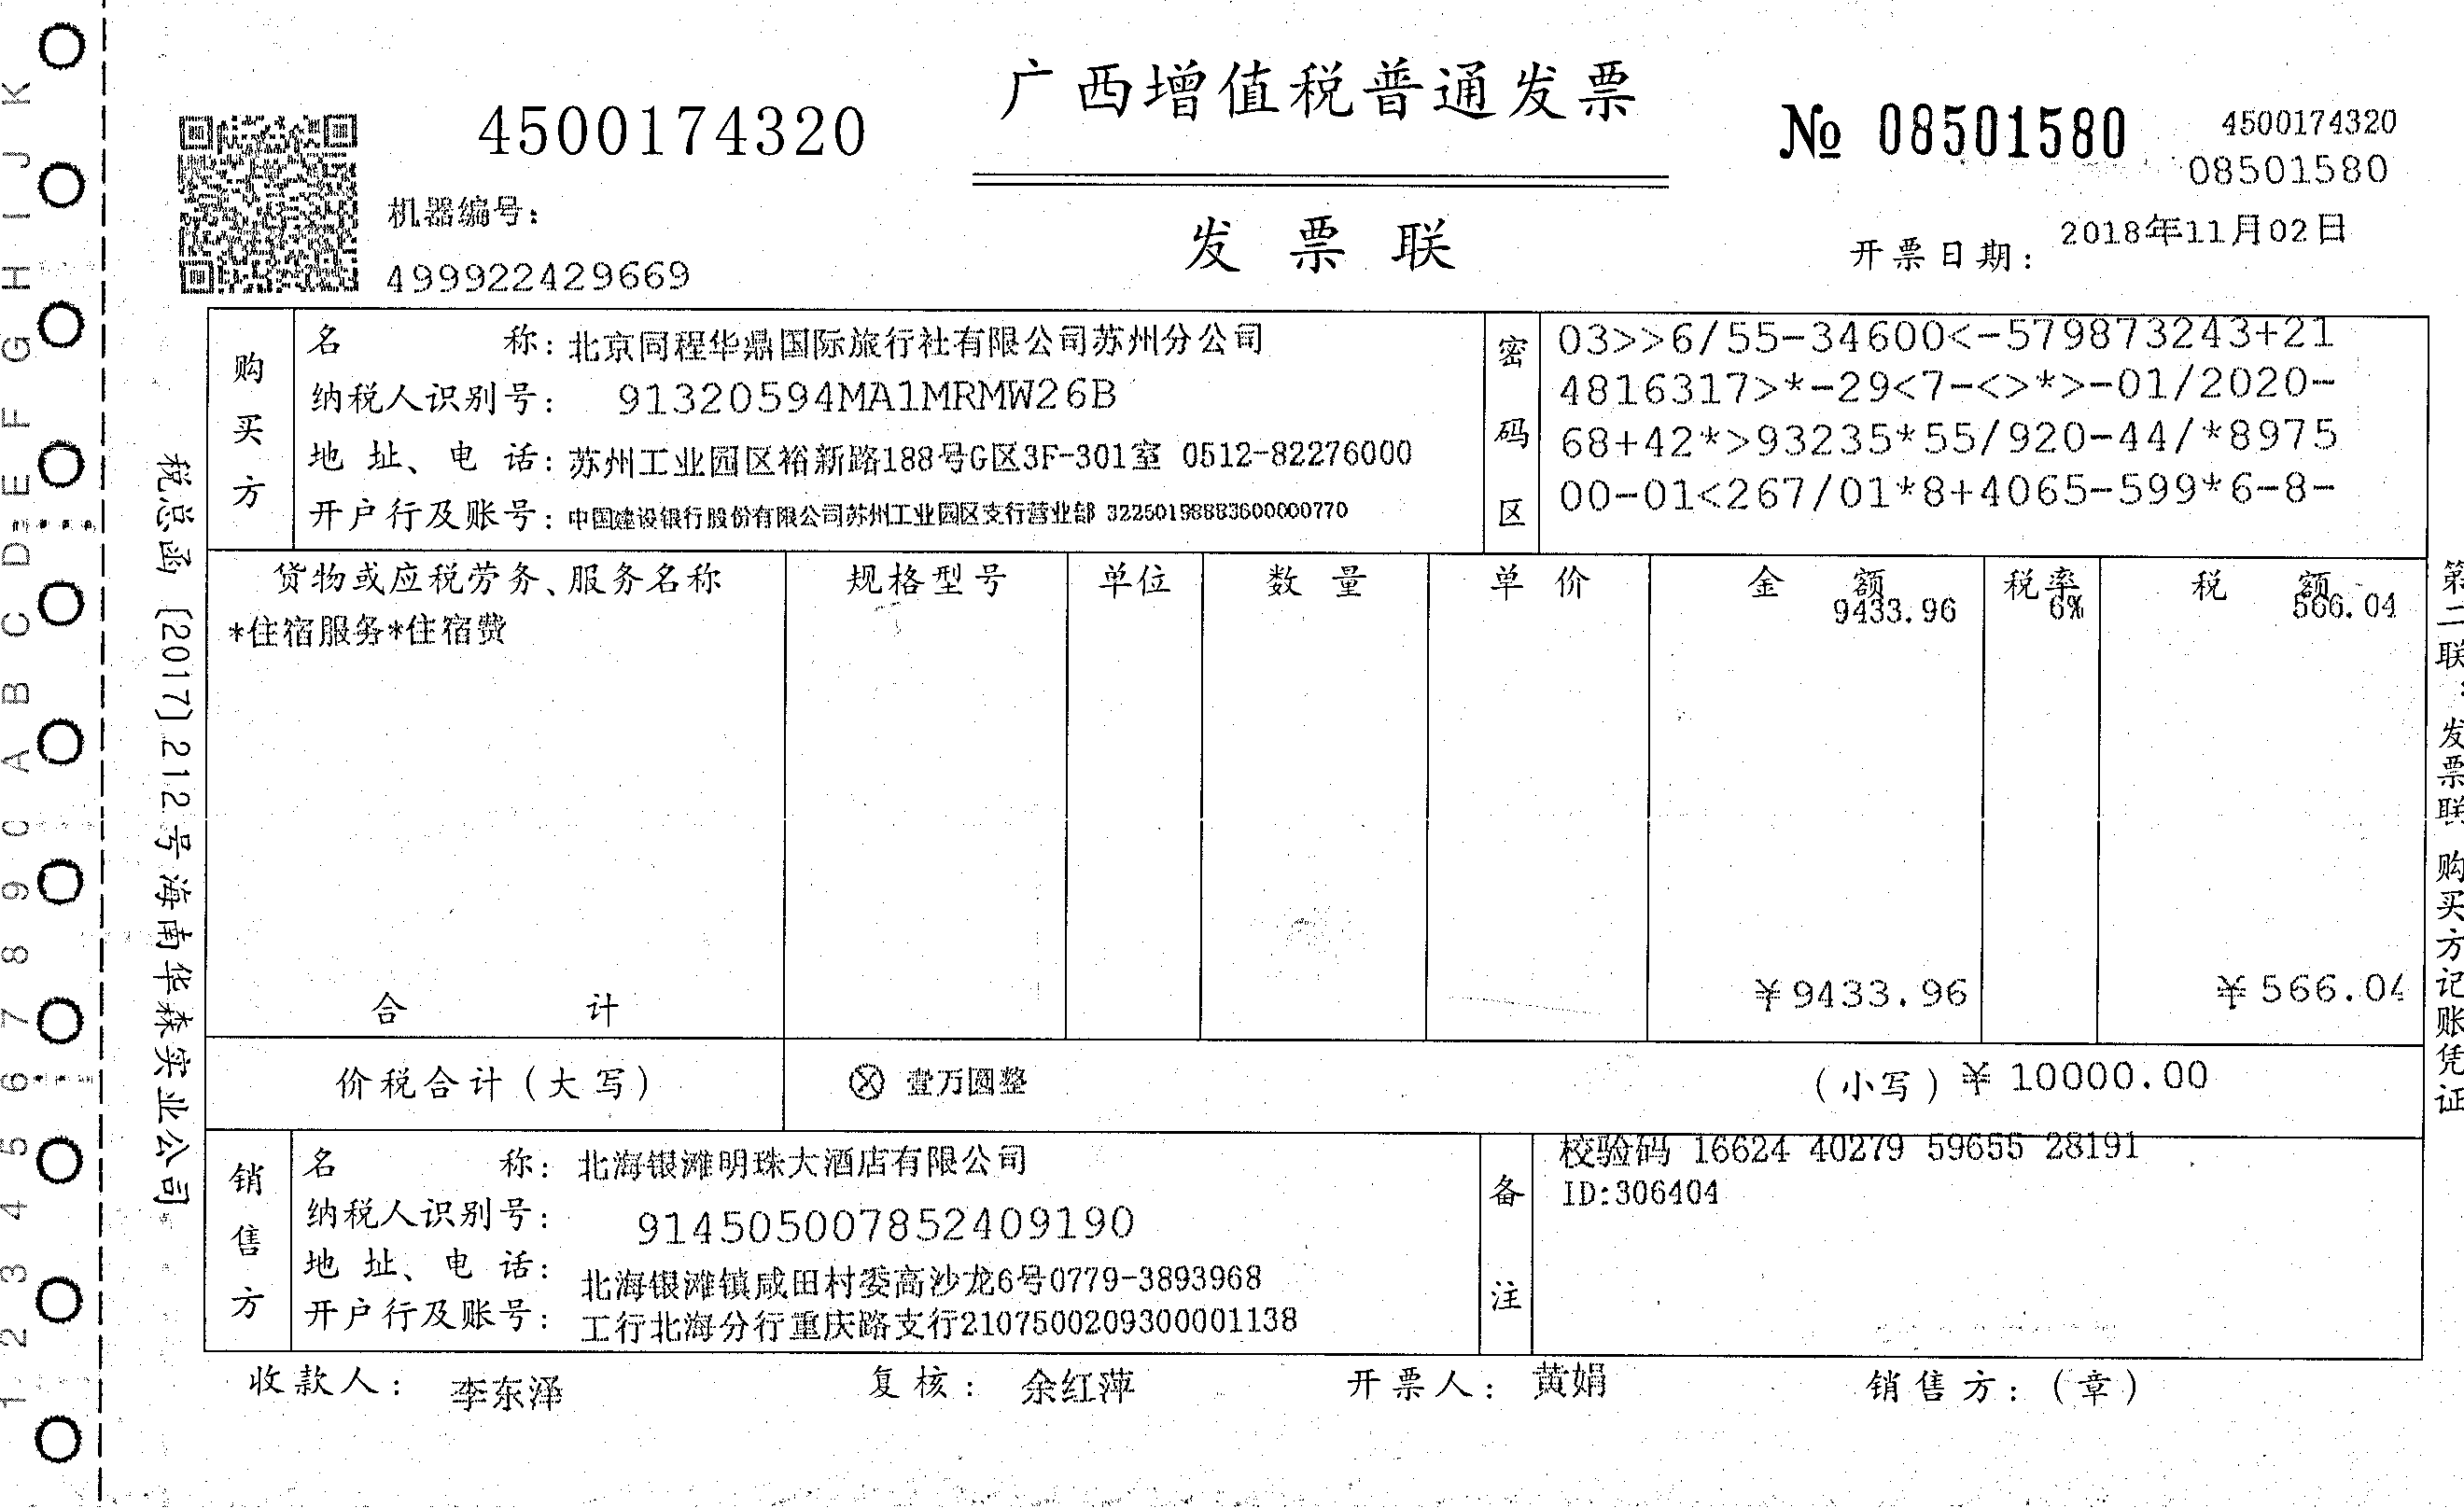 广西增值税普通发票
4500174320
№ 08501580
4500174320
08501580
机器编号：
499922429669
发票联
开票日期：2018年11月02日
购买方
名称：北京同程华鼎国际旅行社有限公司苏州分公司
纳税人识别号：91320594MA1MRMW26B
地址、电话：苏州工业园区裕新路188号G区3F-301室 0512-82276000
开户行及账号：中国建设银行股份有限公司苏州工业园区支行营业部 32250198883600000770
密码区
03>>6/55-34600<-579873243+21
4816317>*-29<7-<>*>-01/2020-
68+42*>93235*55/920-44/*8975
00-01<267/01*8+4065-599*6-8-
货物或应税劳务、服务名称 规格型号 单位 数量 单价 金额 税率 税额
*住宿服务*住宿费 9433.96 6% 566.04
合计 ¥9433.96 ¥566.04
价税合计（大写） ⊗ 壹万圆整 （小写）¥10000.00
销售方
名称：北海银滩明珠大酒店有限公司
纳税人识别号：914505007852409190
地址、电话：北海银滩镇咸田村委高沙龙6号0779-3893968
开户行及账号：工行北海分行重庆路支行2107500209300001138
备注
校验码 16624 40279 59655 28191
ID:306404
收款人：李东泽 复核：余红萍 开票人：黄娟 销售方：（章）
税总函〔2017〕212号海南华森实业公司
第二联：发票联 购买方记账凭证
1 2 3 4 5 6 7 8 9 0 A B C D E F G H I J K